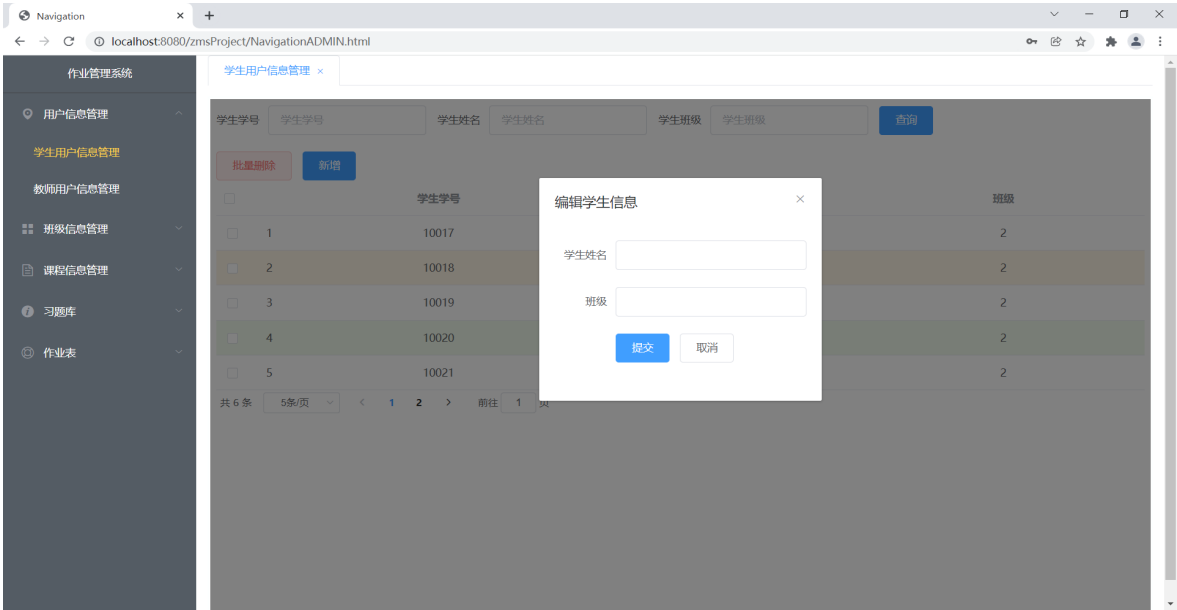 Navigation
localhost:8080/zmsProject/NavigationADMIN.html
作业管理系统
学生用户信息管理
用户信息管理
学生用户信息管理
教师用户信息管理
班级信息管理
课程信息管理
习题库
作业表
学生学号 学生学号 学生姓名 学生姓名 学生班级 学生班级 查询
批量删除 新增
学生学号 班级
1 10017 2
2 10018 2
3 10019 2
4 10020 2
5 10021 2
共 6 条 5条/页 1 2 前往 1 页
编辑学生信息
学生姓名
班级
提交 取消